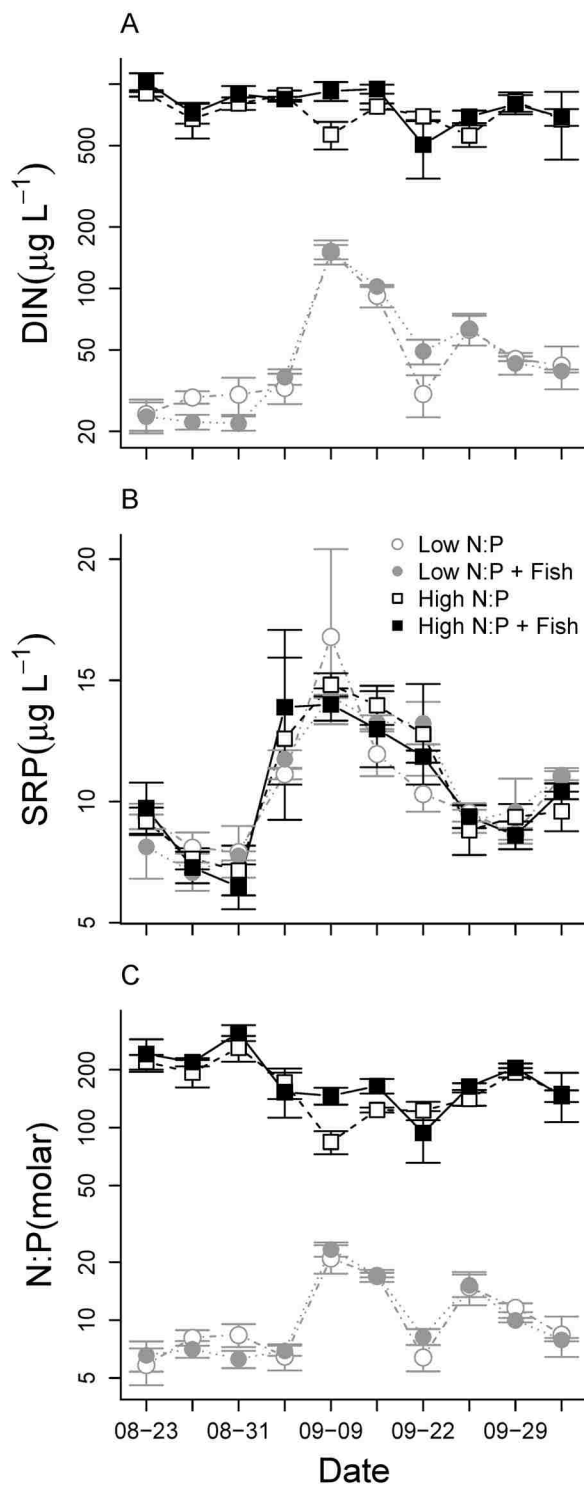 A
DIN(µg L−1)
500
200
100
50
20
B
SRP(µg L−1)
20
15
10
5
Low N:P
Low N:P + Fish
High N:P
High N:P + Fish
C
N:P(molar)
200
100
50
20
10
5
08−23
08−31
09−09
09−22
09−29
Date